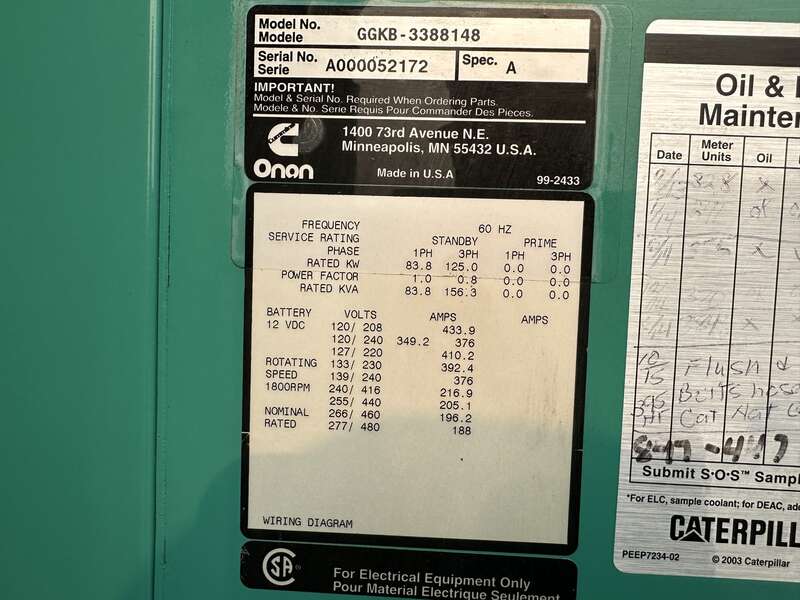 Model No. GGKB-3388148
Modele
Serial No. A000052172 Spec. A
Serie
IMPORTANT!
Model & Serial No. Required When Ordering Parts.
Modele & No. Serie Requis Pour Commander Des Pieces.
1400 73rd Avenue N.E.
Minneapolis, MN 55432 U.S.A.
Onan
Made in U.S.A
99-2433
FREQUENCY 60 HZ
SERVICE RATING STANDBY PRIME
PHASE 1PH 3PH 1PH 3PH
RATED KW 83.8 125.0 0.0 0.0
POWER FACTOR 1.0 0.8 0.0 0.0
RATED KVA 83.8 156.3 0.0 0.0
BATTERY VOLTS AMPS AMPS
12 VDC 120/ 208 433.9
120/ 240 349.2 376
127/ 220 410.2
ROTATING 133/ 230 392.4
SPEED 139/ 240 376
1800RPM 240/ 416 216.9
255/ 440 205.1
NOMINAL 266/ 460 196.2
RATED 277/ 480 188
WIRING DIAGRAM
CSA
For Electrical Equipment Only
Pour Material Electrique Seulement
Oil &
Mainte
Date Meter Units Oil
10/15 Flush
Belts hose
Cat Nat
Submit S•O•S™ Samp
*For ELC, sample coolant; for DEAC, ad
CATERPILL
PEEP7234-02 © 2003 Caterpillar